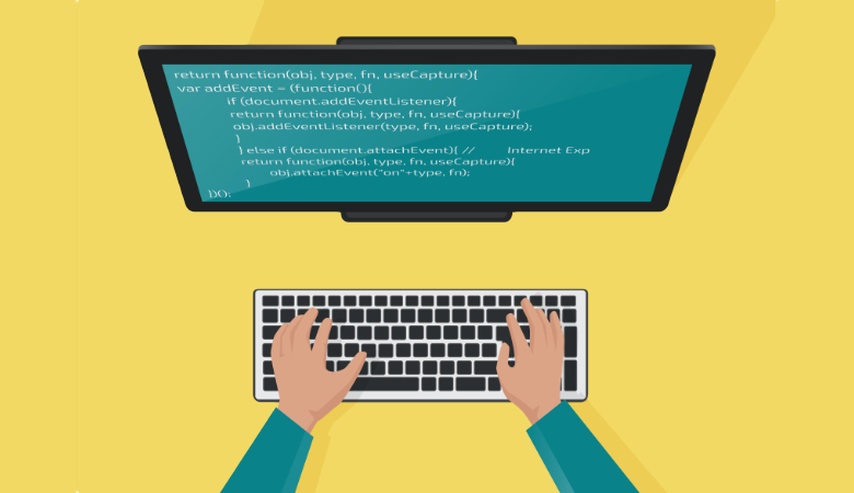 return function(obj, type, fn, useCapture){
var addEvent = (function(){
if (document.addEventListener){
return function(obj, type, fn, useCapture){
obj.addEventListener(type, fn, useCapture);
}
} else if (document.attachEvent){ // Internet Exp
return function(obj, type, fn, useCapture){
obj.attachEvent("on"+type, fn);
}
})();